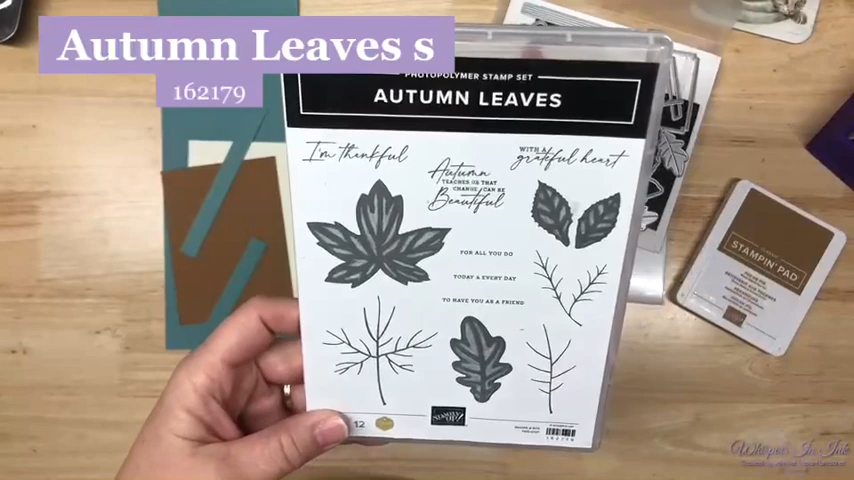 Autumn Leaves s
162179
PHOTOPOLYMER STAMP SET
AUTUMN LEAVES
I'm thankful
Autumn
TEACHES US THAT
CHANGE CAN BE
Beautiful
WITH A
grateful heart
FOR ALL YOU DO
TODAY & EVERY DAY
TO HAVE YOU AS A FRIEND
12
STAMPIN' UP!
STAMPIN' PAD
Whispers In Ink